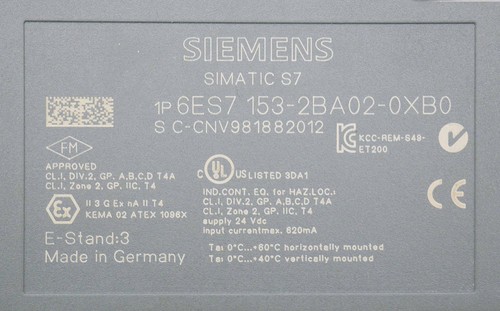 SIEMENS
SIMATIC S7
1P 6ES7 153-2BA02-0XB0
S C-CNV981882012
KCC-REM-S49-
ET200
FM
APPROVED
CL.I, DIV.2, GP. A,B,C,D T4A
CL.I, Zone 2, GP. IIC, T4
Ex
II 3 G Ex nA II T4
KEMA 02 ATEX 1096X
E-Stand:3
Made in Germany
C UL US LISTED 3DA1
IND.CONT. EQ. for HAZ.LOC.:
CL.I, DIV.2, GP. A,B,C,D T4A
CL.I, Zone 2, GP. IIC, T4
supply 24 Vdc
Input currentmax. 620mA
Ta: 0°C...+60°C horizontally mounted
Ta: 0°C...+40°C vertically mounted
CE